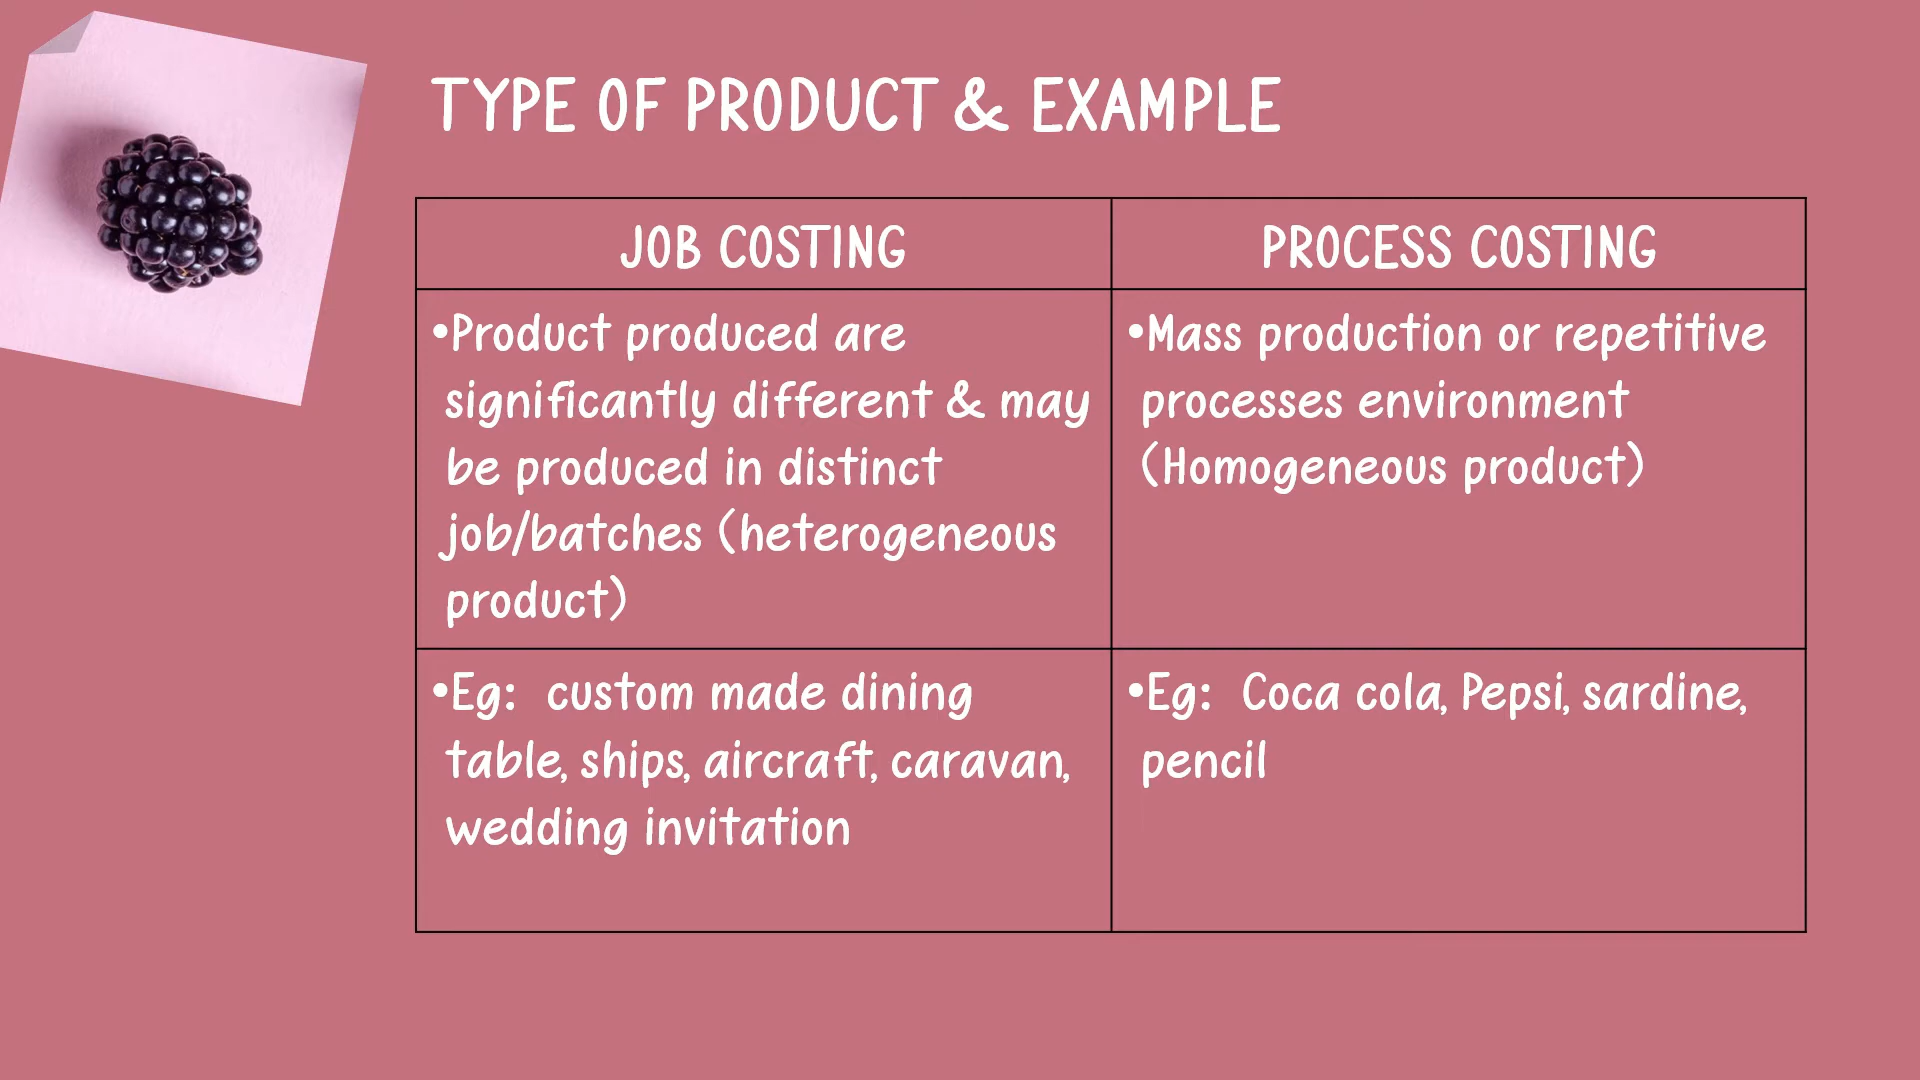 TYPE OF PRODUCT & EXAMPLE
JOB COSTING
PROCESS COSTING
•Product produced are
significantly different & may
be produced in distinct
job/batches (heterogeneous
product)
•Mass production or repetitive
processes environment
(Homogeneous product)
•Eg:  custom made dining
table, ships, aircraft, caravan,
wedding invitation
•Eg:  Coca cola, Pepsi, sardine,
pencil